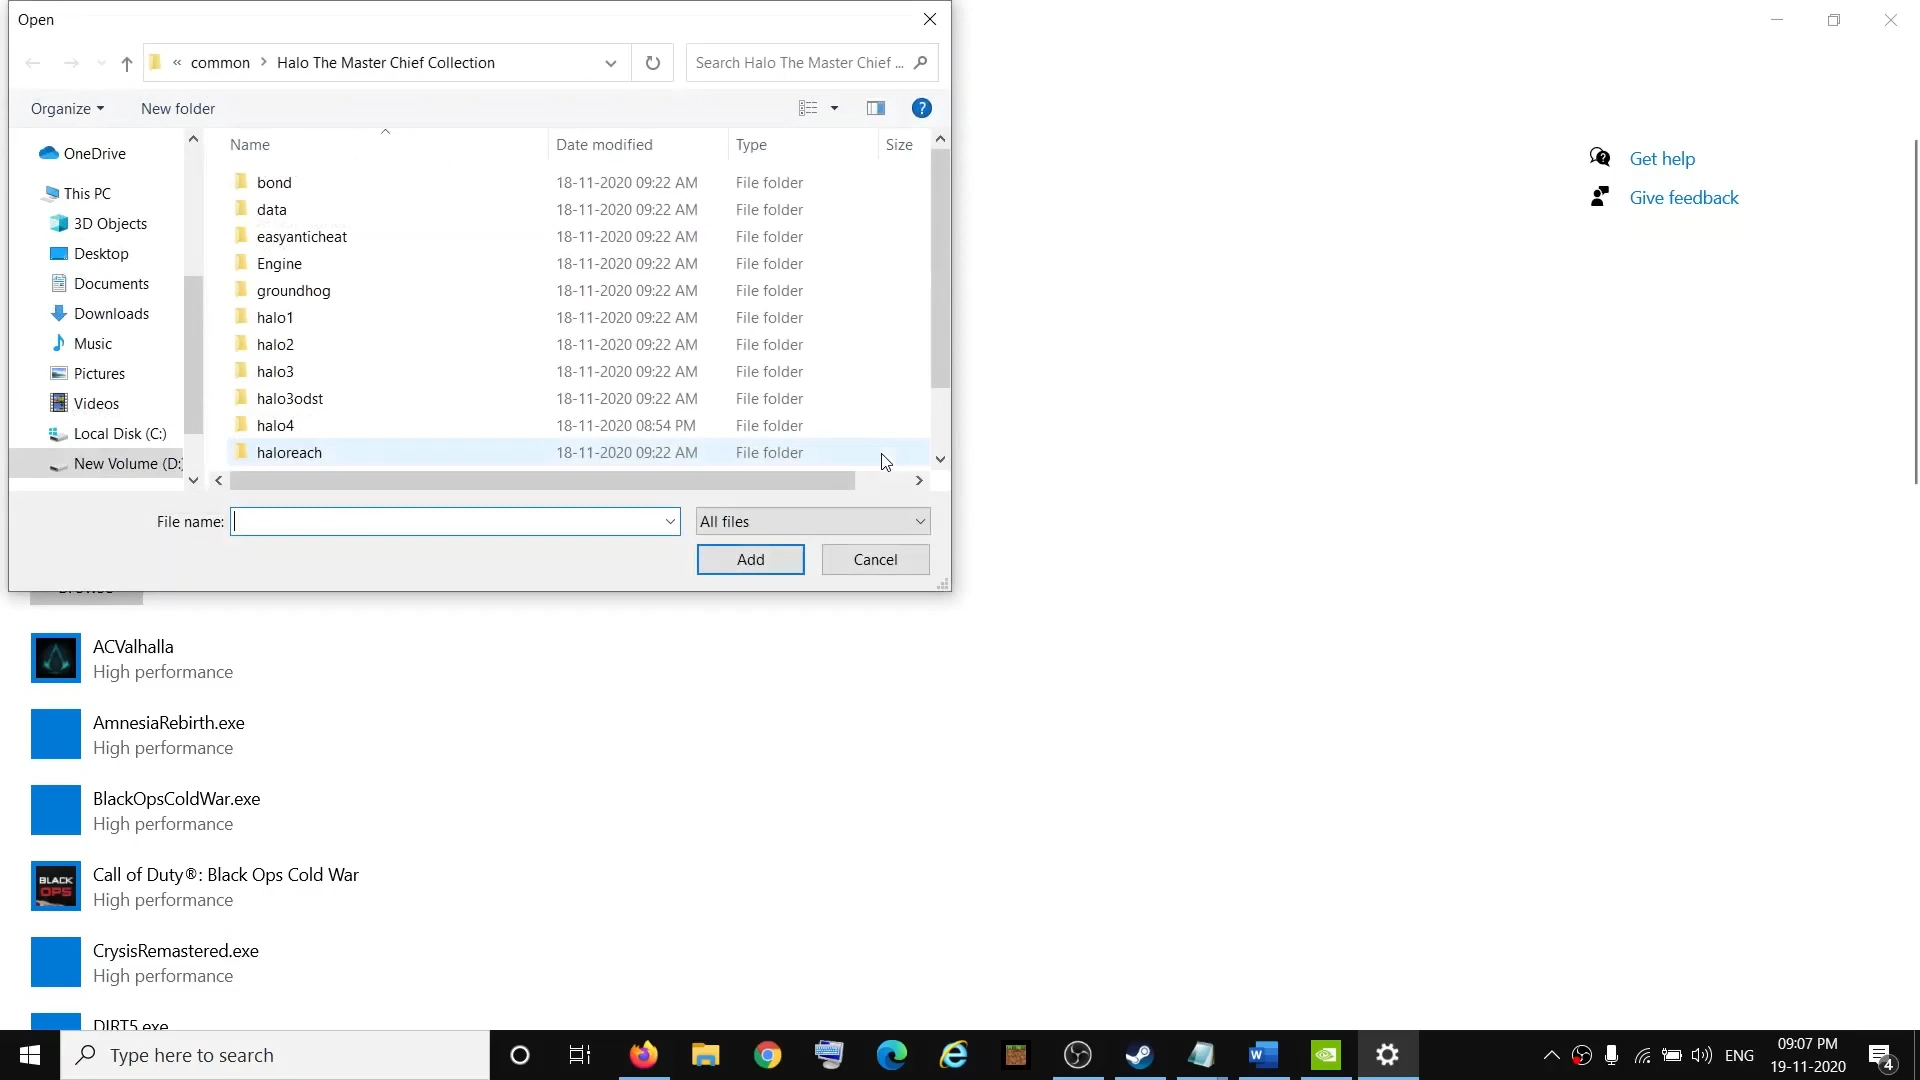 Open
« common > Halo The Master Chief Collection
Search Halo The Master Chief ...
Organize
New folder
Name
Date modified
Type
Size
OneDrive
This PC
3D Objects
Desktop
Documents
Downloads
Music
Pictures
Videos
Local Disk (C:)
New Volume (D:)
bond 18-11-2020 09:22 AM File folder
data 18-11-2020 09:22 AM File folder
easyanticheat 18-11-2020 09:22 AM File folder
Engine 18-11-2020 09:22 AM File folder
groundhog 18-11-2020 09:22 AM File folder
halo1 18-11-2020 09:22 AM File folder
halo2 18-11-2020 09:22 AM File folder
halo3 18-11-2020 09:22 AM File folder
halo3odst 18-11-2020 09:22 AM File folder
halo4 18-11-2020 08:54 PM File folder
haloreach 18-11-2020 09:22 AM File folder
File name:
All files
Add
Cancel
Get help
Give feedback
ACValhalla
High performance
AmnesiaRebirth.exe
High performance
BlackOpsColdWar.exe
High performance
BLACK
OPS
Call of Duty®: Black Ops Cold War
High performance
CrysisRemastered.exe
High performance
DIRT5.exe
Type here to search
ENG
09:07 PM
19-11-2020
4